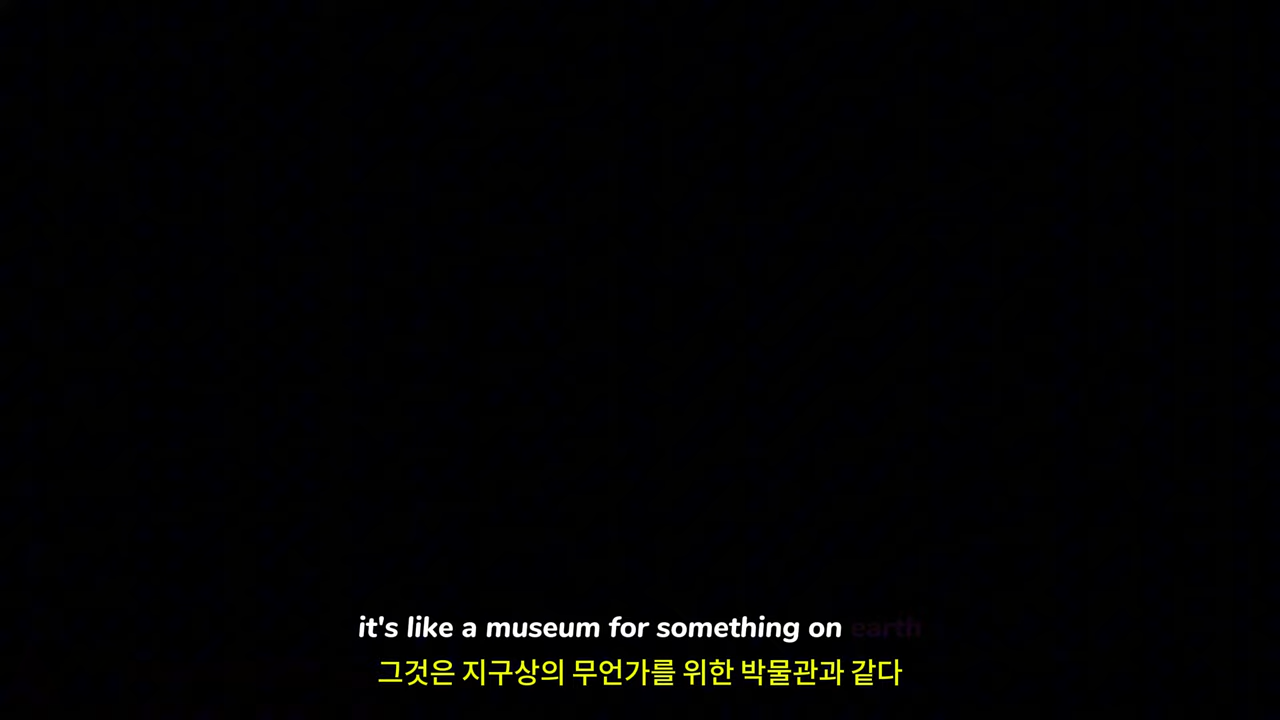 it's like a museum for something on earth
그것은 지구상의 무언가를 위한 박물관과 같다